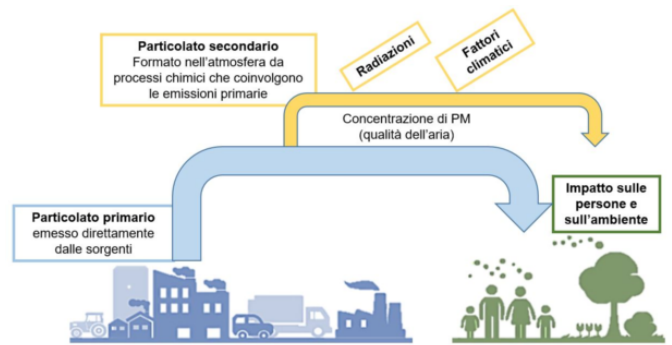 Particolato secondario
Formato nell'atmosfera da
processi chimici che coinvolgono
le emissioni primarie
Radiazioni
Fattori
climatici
Concentrazione di PM
(qualità dell'aria)
Particolato primario
emesso direttamente
dalle sorgenti
Impatto sulle
persone e
sull'ambiente